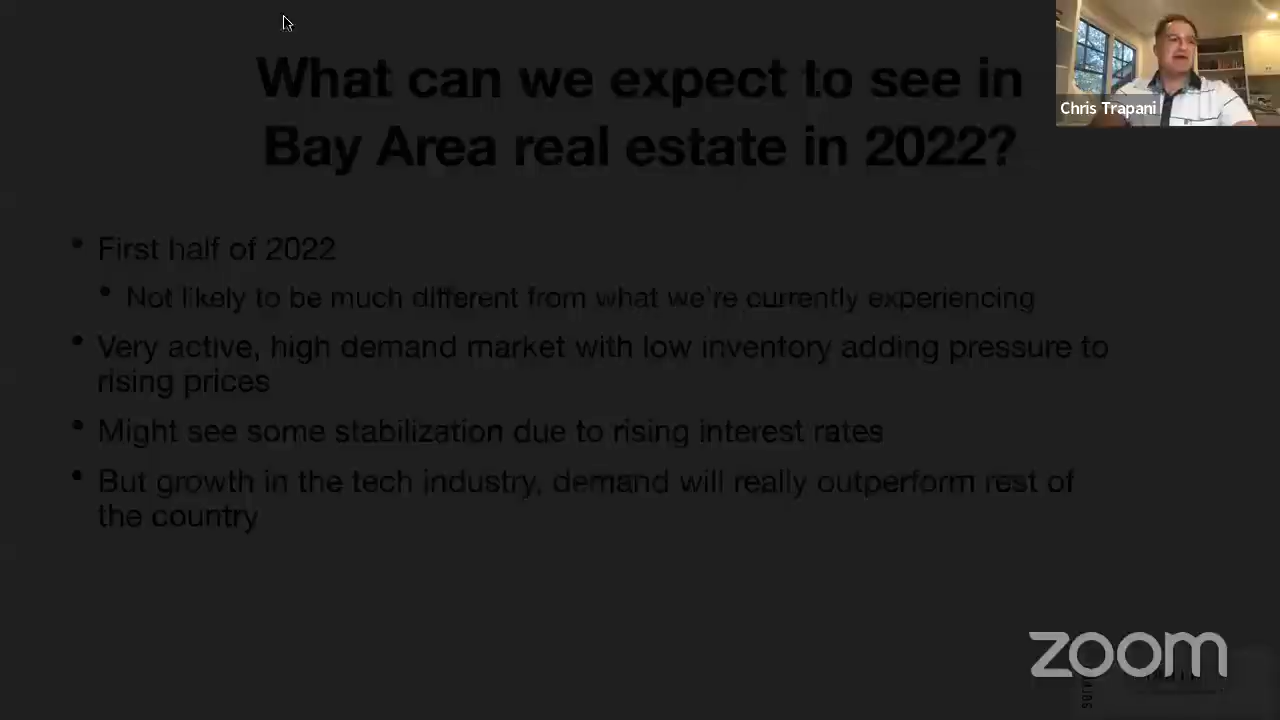 What can we expect to see in
Bay Area real estate in 2022?
Chris Trapani
• First half of 2022
• Not likely to be much different from what we're currently experiencing
• Very active, high demand market with low inventory adding pressure to
rising prices
• Might see some stabilization due to rising interest rates
• But growth in the tech industry, demand will really outperform rest of
the country
zoom